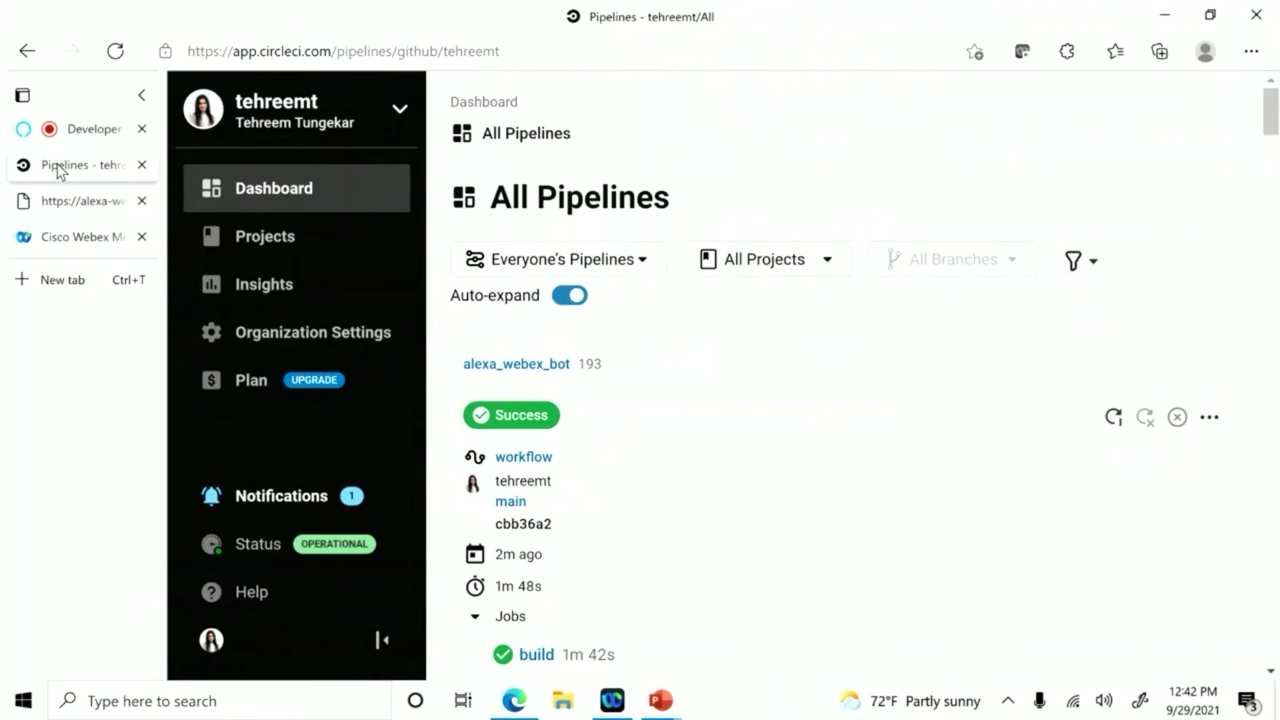 Pipelines - tehreemt/All
https://app.circleci.com/pipelines/github/tehreemt
Developer
Pipelines - tehr
https://alexa-we
Cisco Webex M
New tab Ctrl+T
tehreemt
Tehreem Tungekar
Dashboard
Projects
Insights
Organization Settings
Plan UPGRADE
Notifications 1
Status OPERATIONAL
Help
Dashboard
All Pipelines
All Pipelines
Everyone's Pipelines All Projects All Branches
Auto-expand
alexa_webex_bot 193
Success
workflow
tehreemt
main
cbb36a2
2m ago
1m 48s
Jobs
build 1m 42s
Type here to search
72°F Partly sunny
12:42 PM
9/29/2021
3